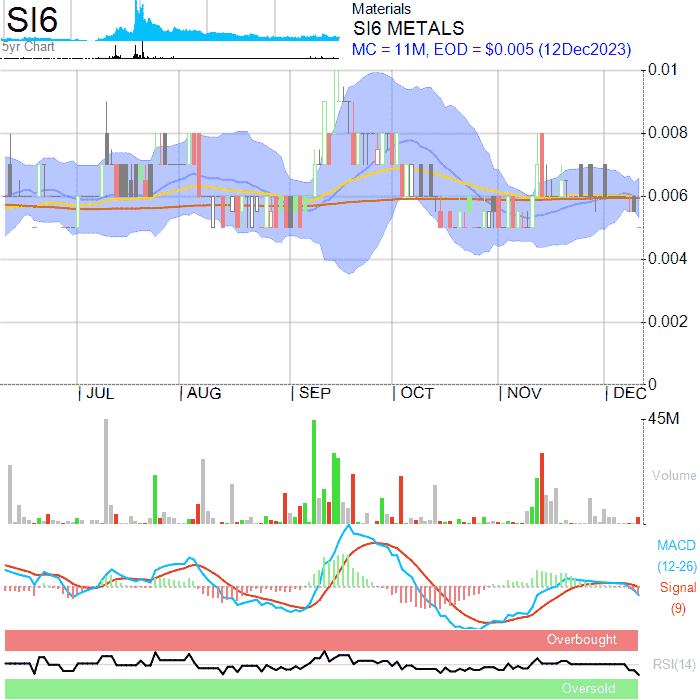 SI6
5yr Chart
Materials
SI6 METALS
MC = 11M, EOD = $0.005 (12Dec2023)
0.01
0.008
0.006
0.004
0.002
0
JUL AUG SEP OCT NOV DEC
45M
Volume
MACD
(12-26)
Signal
(9)
Overbought
RSI(14)
Oversold